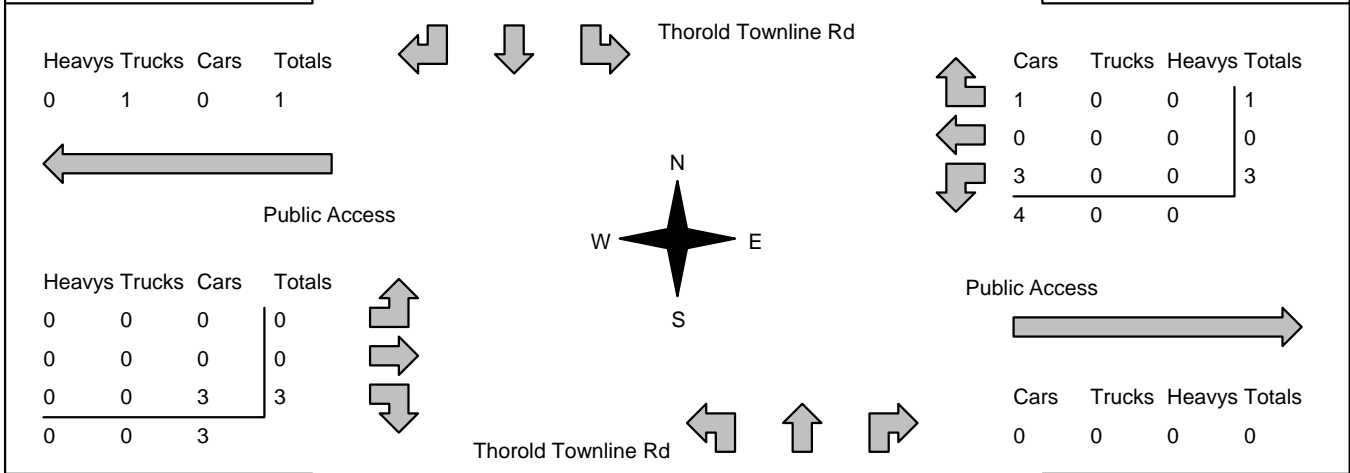 Thorold Townline Rd
Heavys Trucks Cars Totals
0 1 0 1
Cars Trucks Heavys Totals
1 0 0 1
0 0 0 0
3 0 0 3
4 0 0
N
W E
S
Public Access
Heavys Trucks Cars Totals
0 0 0 0
0 0 0 0
0 0 3 3
0 0 3
Public Access
Cars Trucks Heavys Totals
0 0 0 0
Thorold Townline Rd